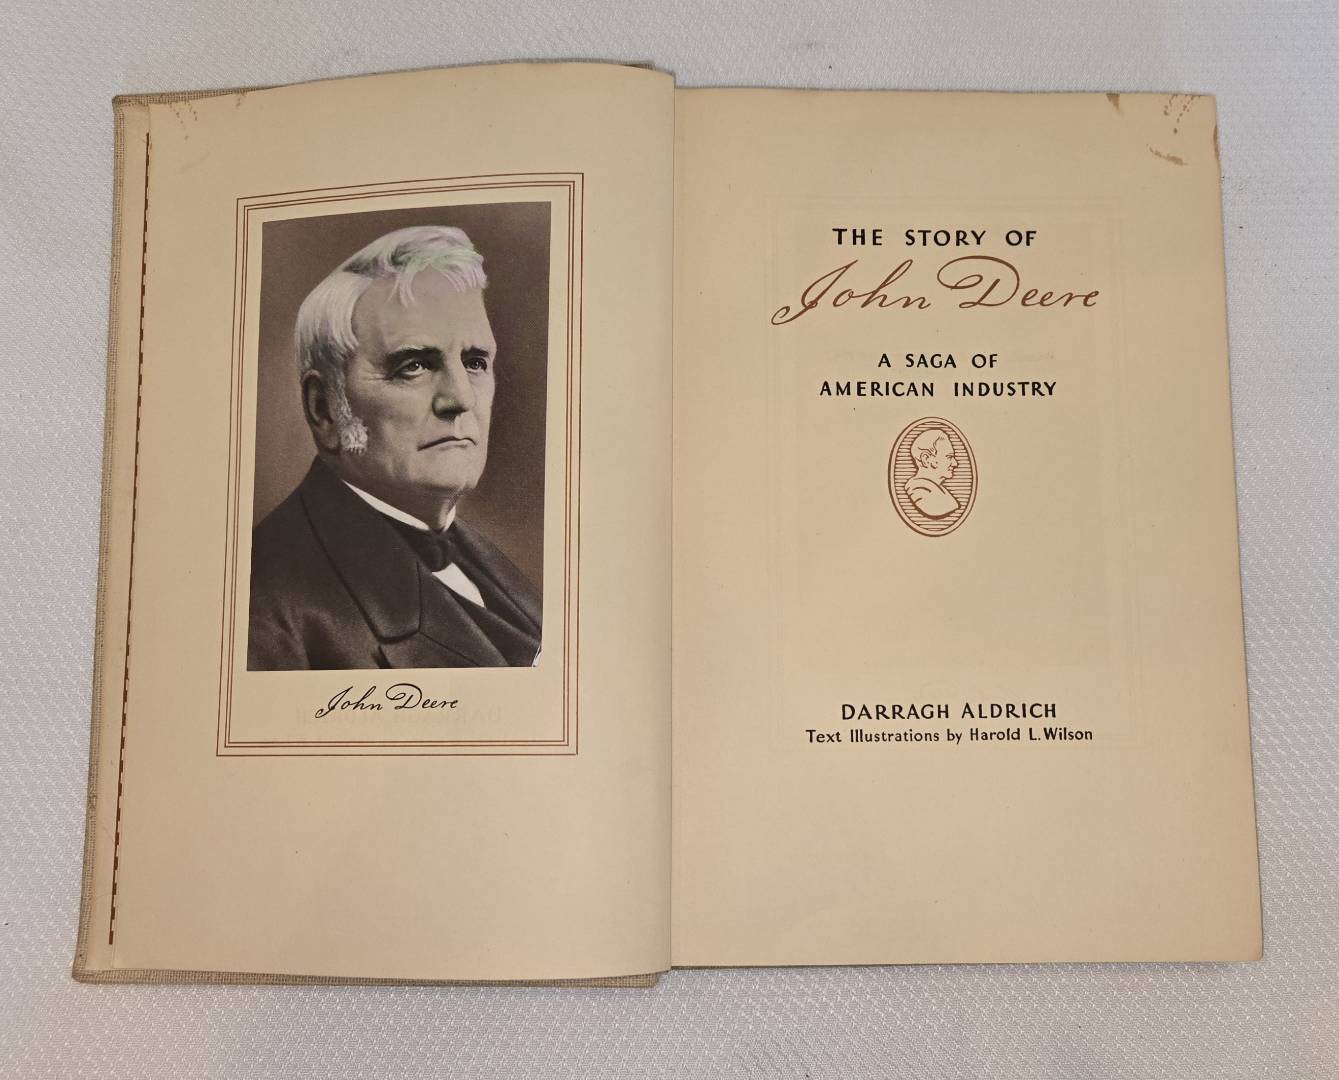 John Deere
THE STORY OF
John Deere
A SAGA OF
AMERICAN INDUSTRY
DARRAGH ALDRICH
Text Illustrations by Harold L. Wilson